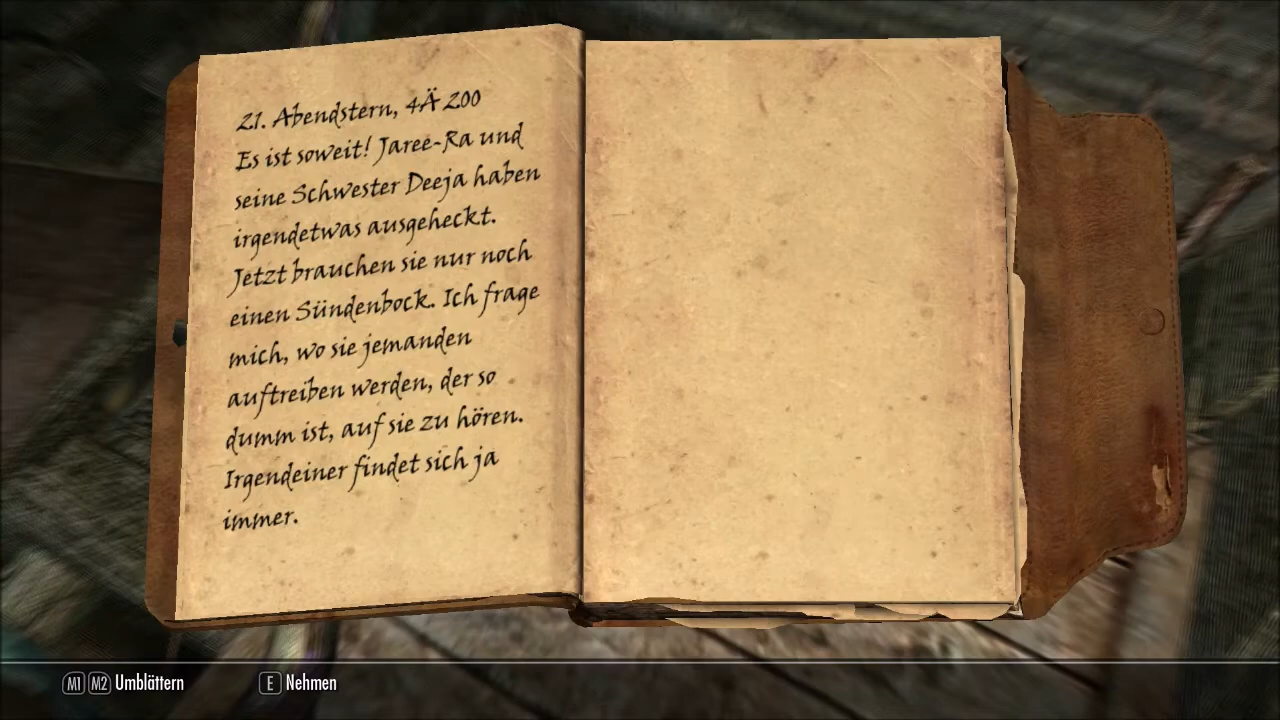 21. Abendstern, 4Ä 200
Es ist soweit! Jaree-Ra und
seine Schwester Deeja haben
irgendetwas ausgeheckt.
Jetzt brauchen sie nur noch
einen Sündenbock. Ich frage
mich, wo sie jemanden
auftreiben werden, der so
dumm ist, auf sie zu hören.
Irgendeiner findet sich ja
immer.
M1 M2 Umblättern E Nehmen